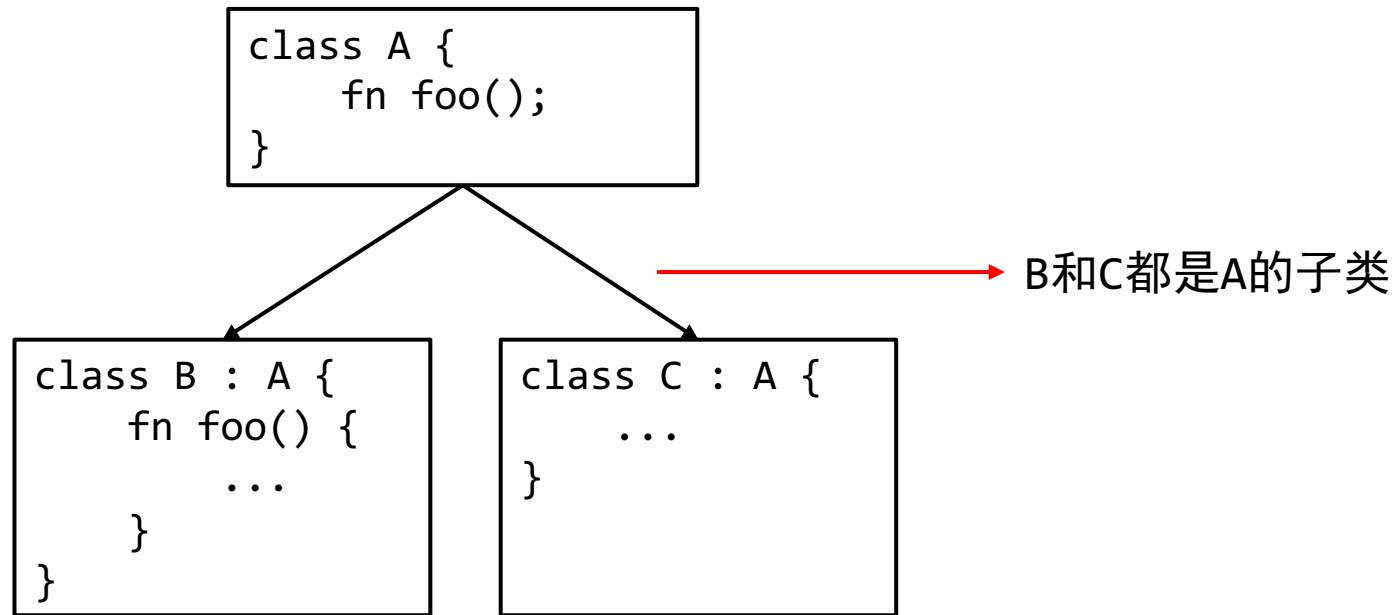 class A {
    fn foo();
}
B和C都是A的子类
class B : A {
    fn foo() {
        ...
    }
}
class C : A {
    ...
}